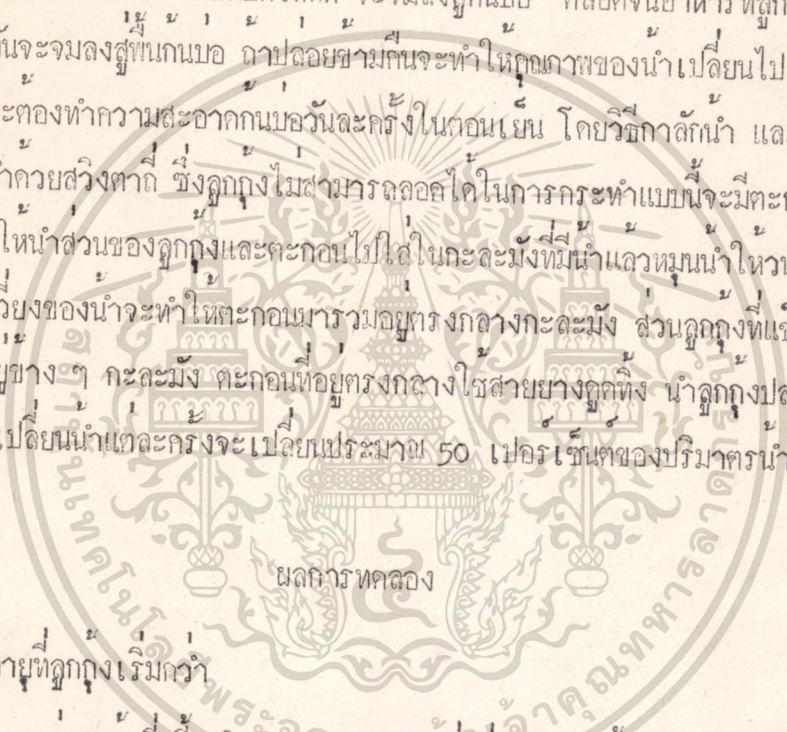 นจะจมลงสู่พื้นก้นบ่อ ถ้าปล่อยข้ามคืนจะทำให้คุณภาพของน้ำเปลี่ยนไป
ะต้องทำความสะอาดก้นบ่อวันละครั้งในตอนเย็น โดยวิธีกาลักน้ำ และ
ด้วยสวิงตาถี่ ซึ่งลูกกุ้งไม่สามารถลอดได้ในการกระทำแบบนี้จะมีตะก
ให้นำส่วนของลูกกุ้งและตะกอนไปใส่ในกะละมังที่มีน้ำแล้วหมุนน้ำให้วน
วี่ยงของน้ำจะทำให้ตะกอนมารวมอยู่ตรงกลางกะละมัง ส่วนลูกกุ้งที่แข็
ยู่ข้าง ๆ กะละมัง ตะกอนที่อยู่ตรงกลางใช้สายยางดูดทิ้ง นำลูกกุ้งปล
เปลี่ยนน้ำแต่ละครั้งจะเปลี่ยนประมาณ 50 เปอร์เซ็นต์ของปริมาตรน้ำ
ผลการทดลอง
ายุที่ลูกกุ้งเริ่มคว่ำ